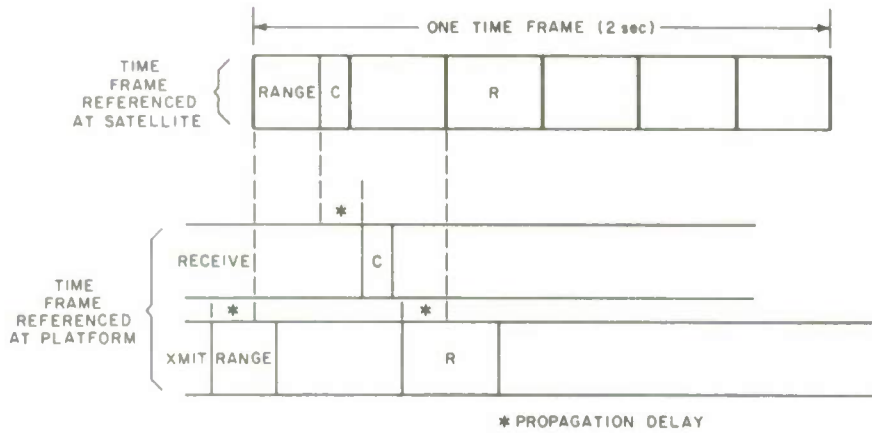 ONE TIME FRAME (2 sec)
TIME
FRAME
REFERENCED
AT SATELLITE
RANGE C R
*
RECEIVE C
TIME
FRAME
REFERENCED
AT PLATFORM
* *
XMIT RANGE R
* PROPAGATION DELAY